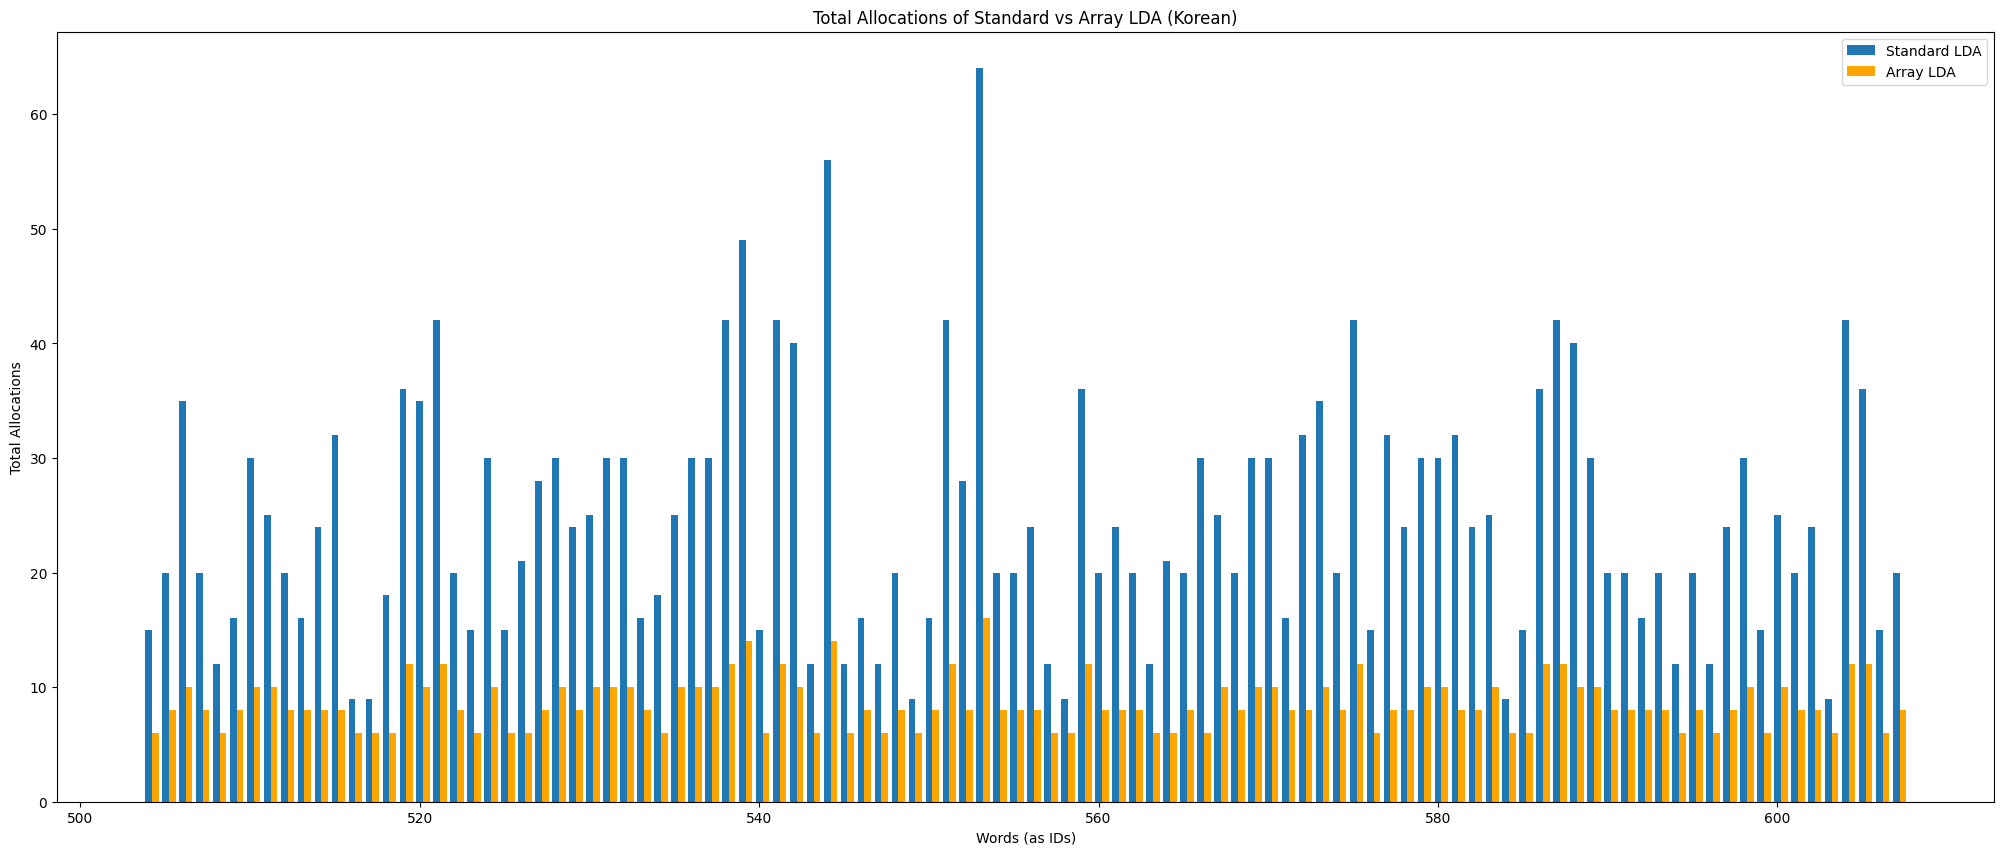 Total Allocations of Standard vs Array LDA (Korean)
Standard LDA
Array LDA
Total Allocations
60
50
40
30
20
10
0
500
520
540
560
580
600
Words (as IDs)